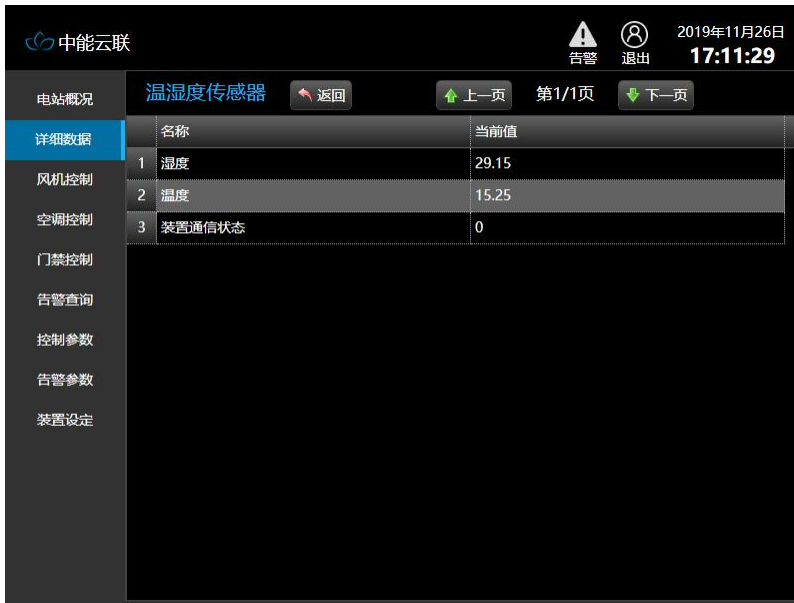 中能云联
告警
退出
2019年11月26日
17:11:29
电站概况
详细数据
风机控制
空调控制
门禁控制
告警查询
控制参数
告警参数
装置设定
温湿度传感器
返回
上一页
第1/1页
下一页
名称 当前值
1 湿度 29.15
2 温度 15.25
3 装置通信状态 0